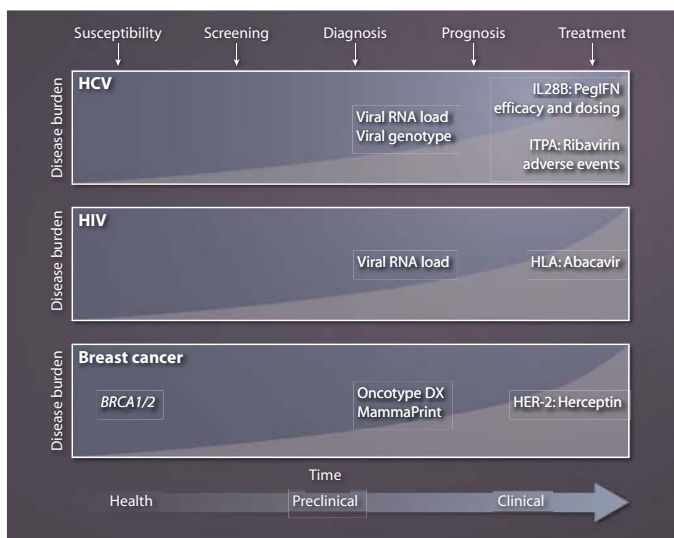 Susceptibility Screening Diagnosis Prognosis Treatment
Disease burden
HCV
Viral RNA load
Viral genotype
IL28B: PegIFN
efficacy and dosing
ITPA: Ribavirin
adverse events
Disease burden
HIV
Viral RNA load
HLA: Abacavir
Disease burden
Breast cancer
BRCA1/2
Oncotype DX
MammaPrint
HER-2: Herceptin
Time
Health Preclinical Clinical